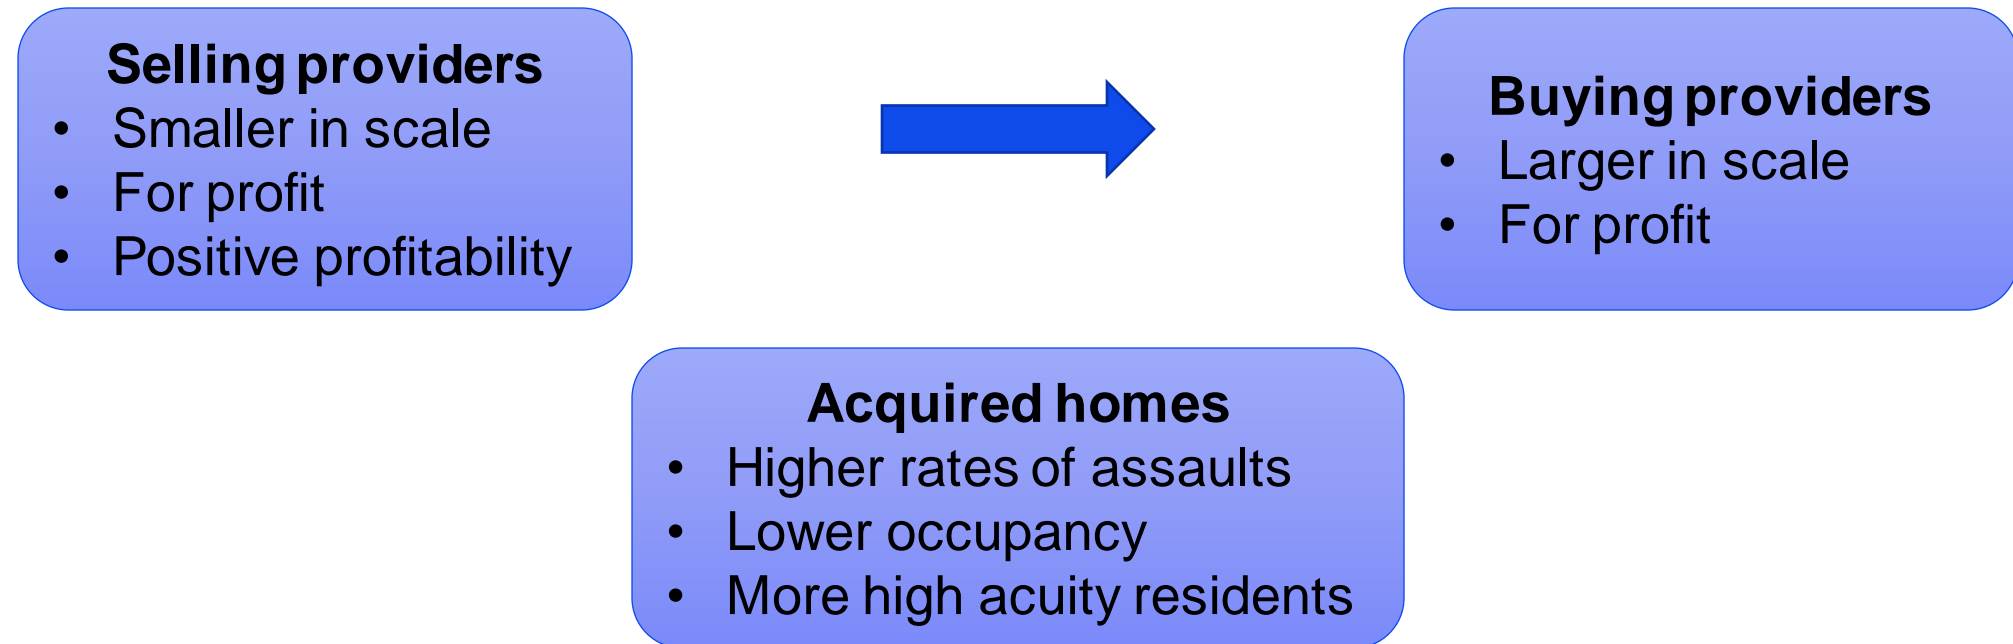 Selling providers
• Smaller in scale
• For profit
• Positive profitability
Buying providers
• Larger in scale
• For profit
Acquired homes
• Higher rates of assaults
• Lower occupancy
• More high acuity residents